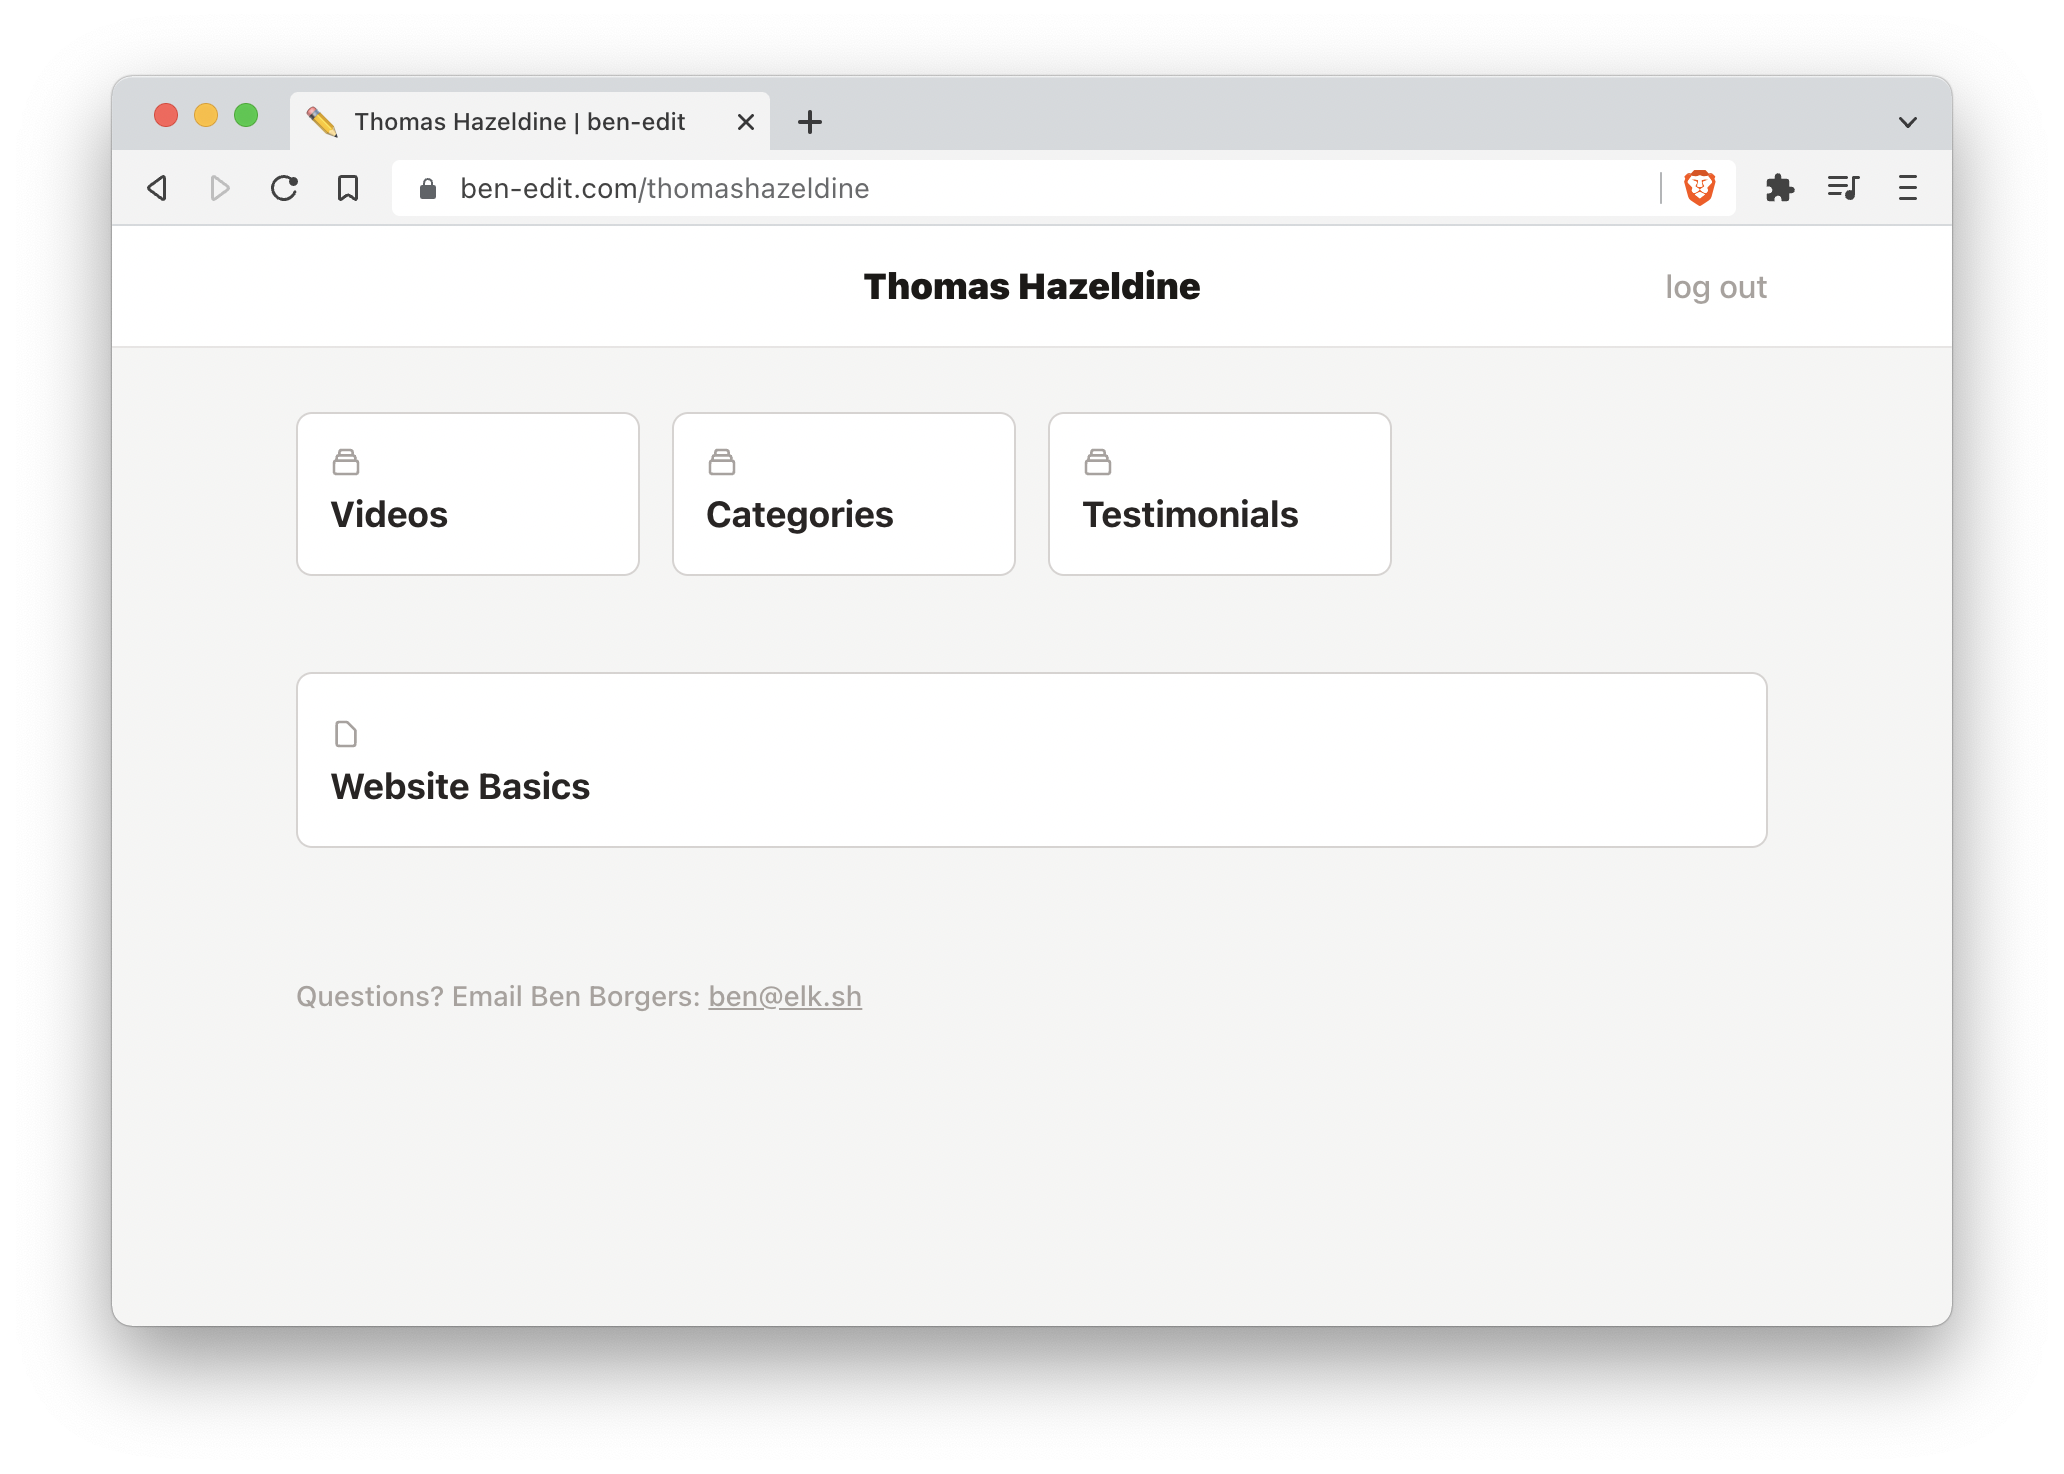 Thomas Hazeldine | ben-edit
ben-edit.com/thomashazeldine
Thomas Hazeldine
log out
Videos
Categories
Testimonials
Website Basics
Questions? Email Ben Borgers: ben@elk.sh